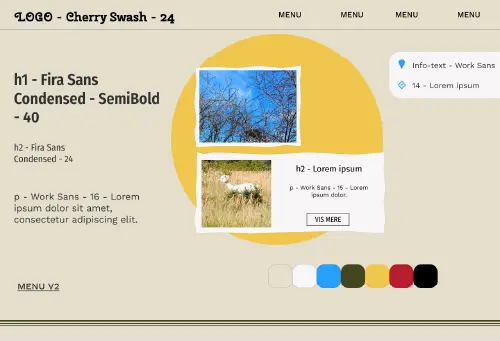 LOGO - Cherry Swash - 24
MENU MENU MENU MENU
h1 - Fira Sans
Condensed - SemiBold
- 40
h2 - Fira Sans
Condensed - 24
p - Work Sans - 16 - Lorem
ipsum dolor sit amet,
consectetur adipiscing elit.
MENU V2
Info-text - Work Sans
14 - Lorem ipsum
h2 - Lorem ipsum
p - Work Sans - 15 - Lorem
ipsum dolor.
VIS MERE